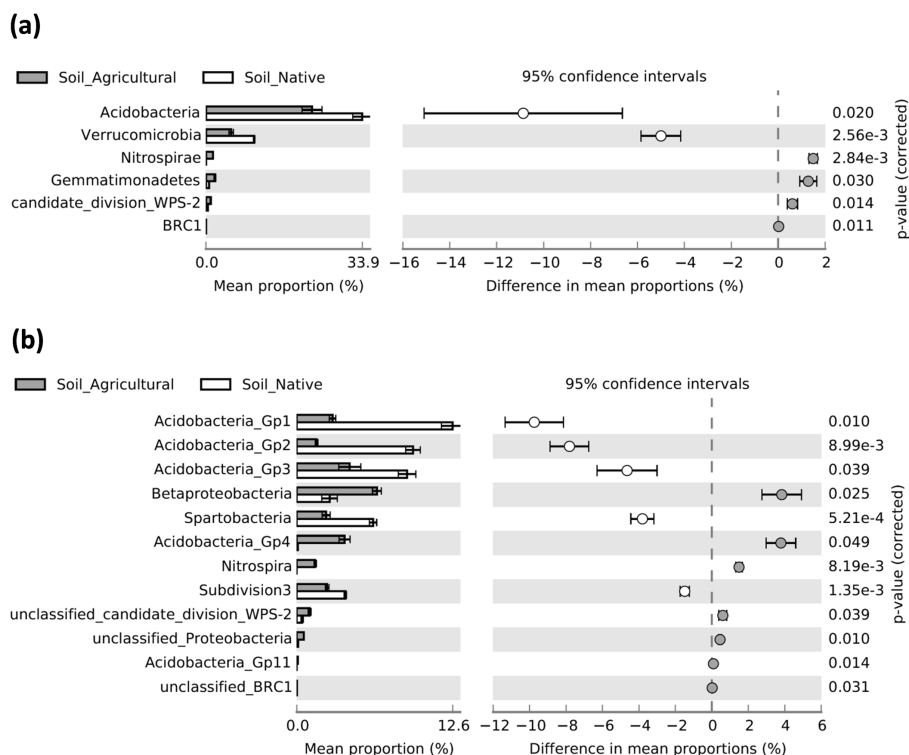 (a)
Soil_Agricultural Soil_Native 95% confidence intervals
Acidobacteria 0.020
Verrucomicrobia 2.56e-3
Nitrospirae 2.84e-3
Gemmatimonadetes 0.030
candidate_division_WPS-2 0.014
BRC1 0.011
p-value (corrected)
0.0 33.9 −16 −14 −12 −10 −8 −6 −4 −2 0 2
Mean proportion (%) Difference in mean proportions (%)
(b)
Soil_Agricultural Soil_Native 95% confidence intervals
Acidobacteria_Gp1 0.010
Acidobacteria_Gp2 8.99e-3
Acidobacteria_Gp3 0.039
Betaproteobacteria 0.025
Spartobacteria 5.21e-4
Acidobacteria_Gp4 0.049
Nitrospira 8.19e-3
Subdivision3 1.35e-3
unclassified_candidate_division_WPS-2 0.039
unclassified_Proteobacteria 0.010
Acidobacteria_Gp11 0.014
unclassified_BRC1 0.031
p-value (corrected)
0.0 12.6 −12 −10 −8 −6 −4 −2 0 2 4 6
Mean proportion (%) Difference in mean proportions (%)